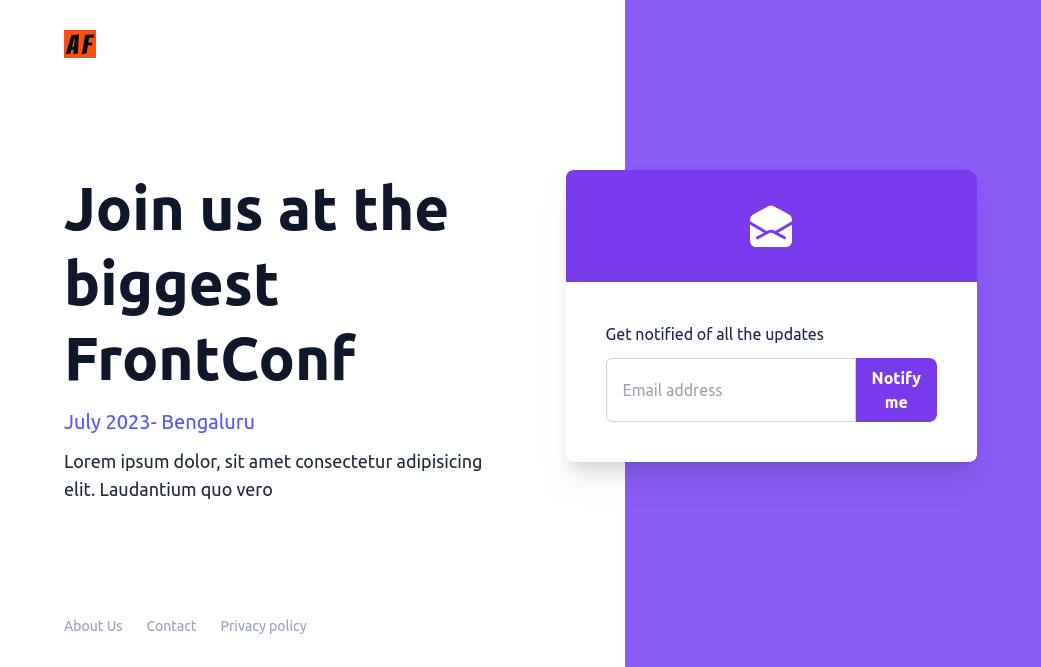 AF
Join us at the
biggest
FrontConf
July 2023- Bengaluru
Lorem ipsum dolor, sit amet consectetur adipisicing
elit. Laudantium quo vero
Get notified of all the updates
Email address
Notify
me
About Us Contact Privacy policy